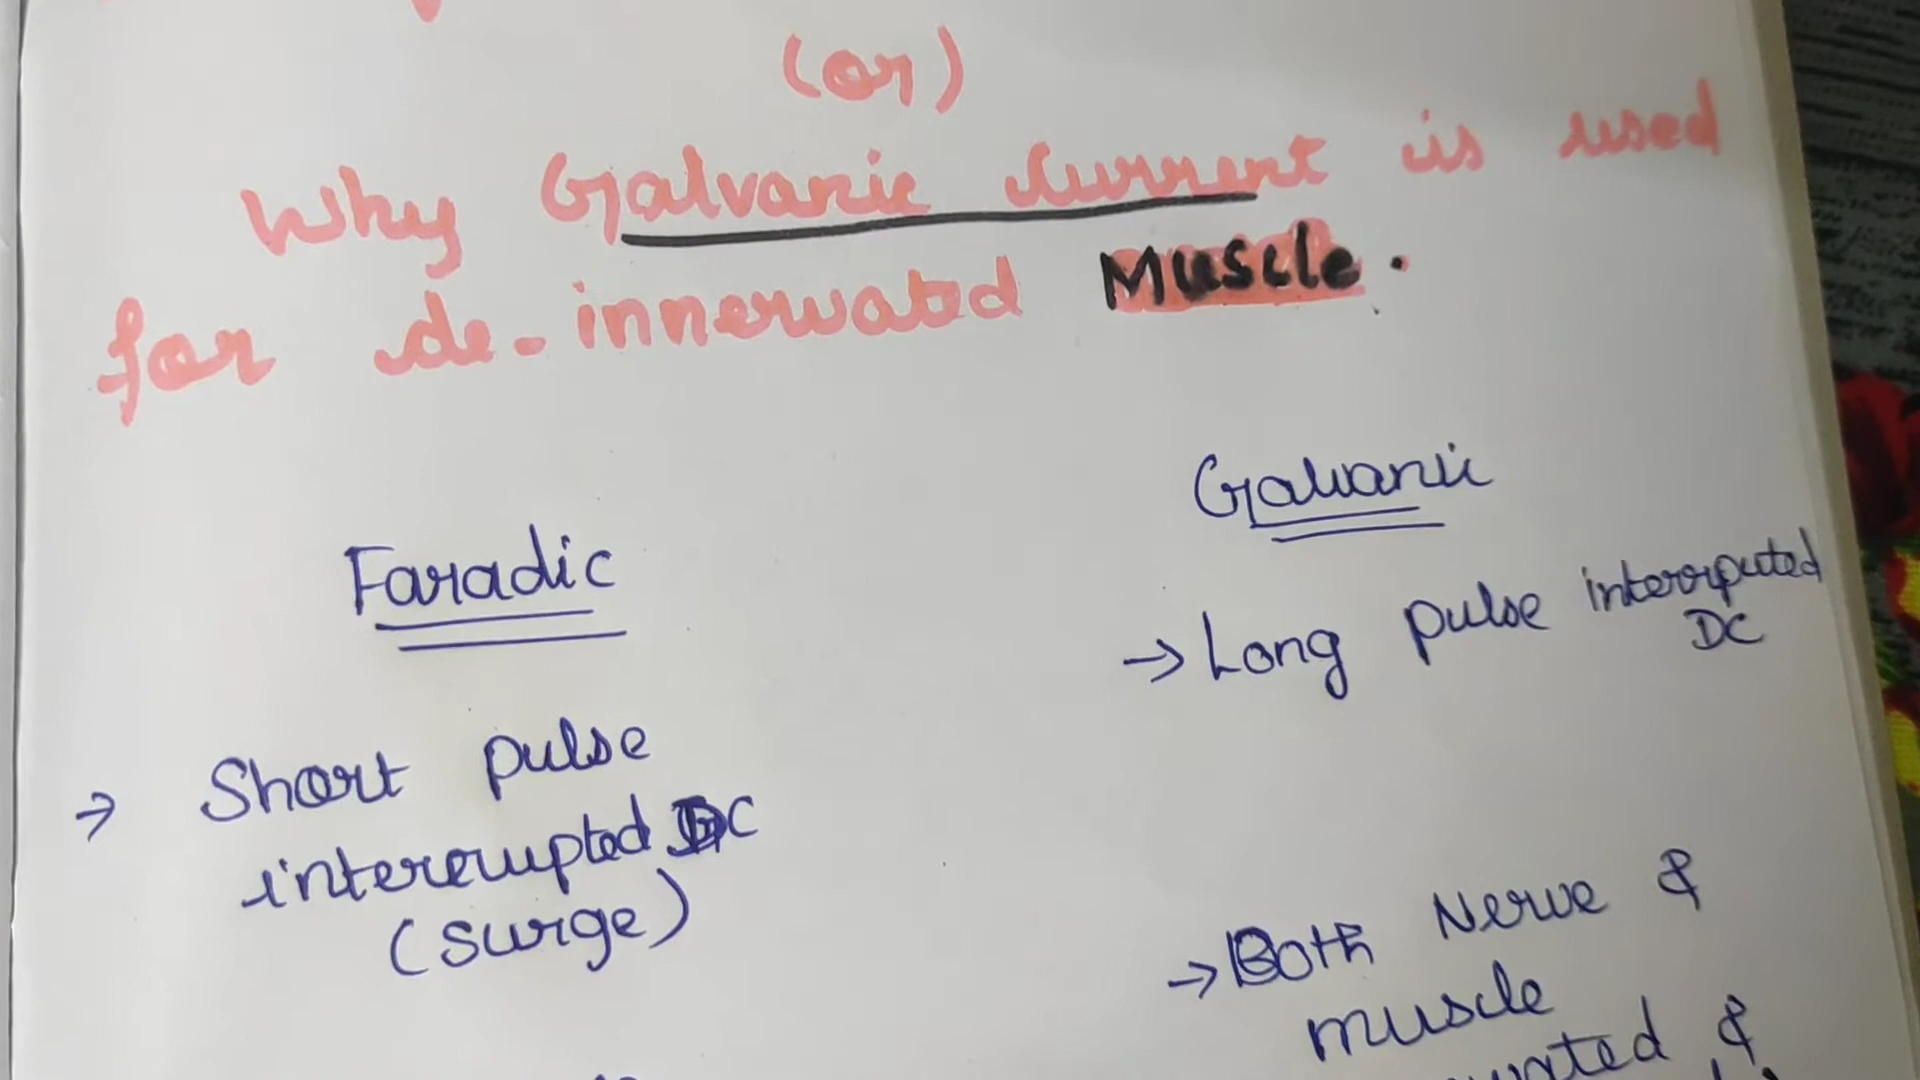 (or)
Why Galvanic current is used
for de-innervated Muscle.
Faradic
→ Short pulse
interrupted DC
(surge)
Galvanic
→ Long pulse interrputed
DC
→ Both Nerve &
muscle
&